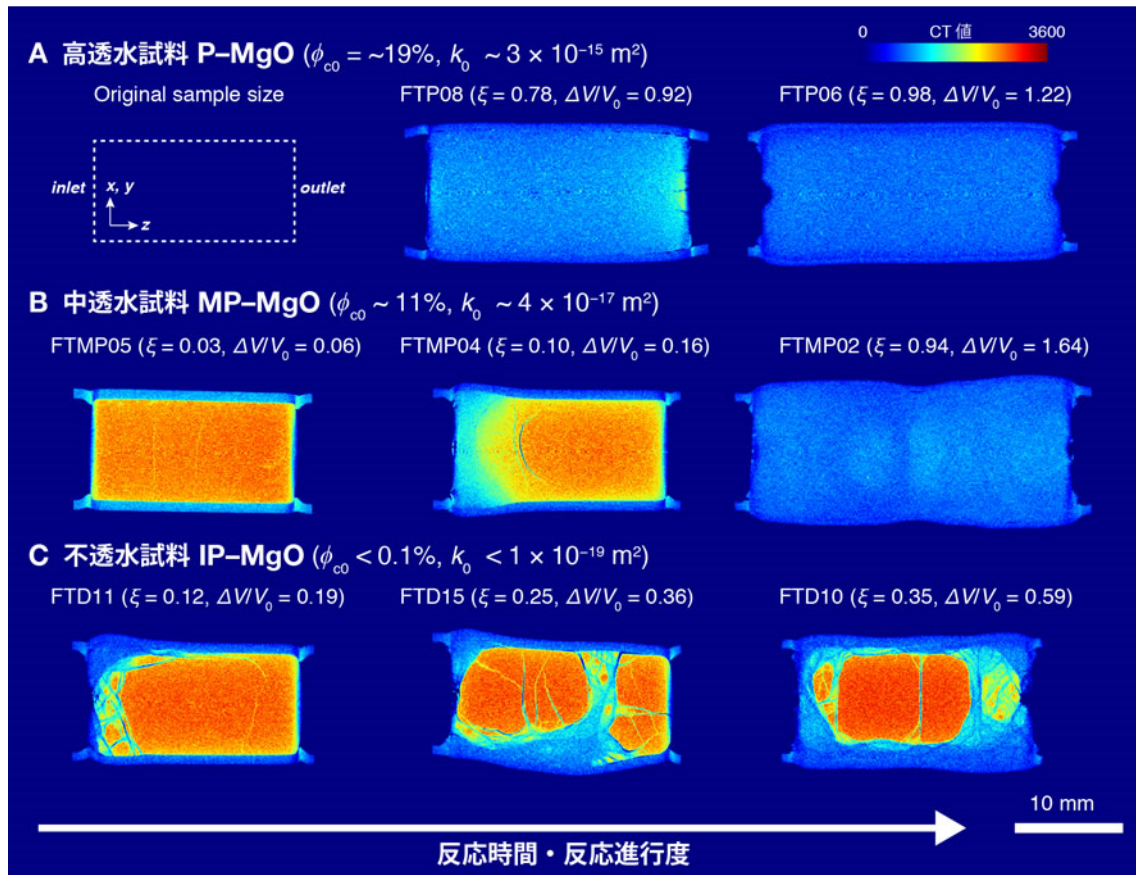 0 CT 値 3600
A 高透水試料 P–MgO (ϕc0 = ~19%, k0 ~ 3 × 10⁻¹⁵ m²)
Original sample size
FTP08 (ξ = 0.78, ΔV/V0 = 0.92)
FTP06 (ξ = 0.98, ΔV/V0 = 1.22)
inlet
x, y
z
outlet
B 中透水試料 MP–MgO (ϕc0 ~ 11%, k0 ~ 4 × 10⁻¹⁷ m²)
FTMP05 (ξ = 0.03, ΔV/V0 = 0.06)
FTMP04 (ξ = 0.10, ΔV/V0 = 0.16)
FTMP02 (ξ = 0.94, ΔV/V0 = 1.64)
C 不透水試料 IP–MgO (ϕc0 < 0.1%, k0 < 1 × 10⁻¹⁹ m²)
FTD11 (ξ = 0.12, ΔV/V0 = 0.19)
FTD15 (ξ = 0.25, ΔV/V0 = 0.36)
FTD10 (ξ = 0.35, ΔV/V0 = 0.59)
10 mm
反応時間・反応進行度